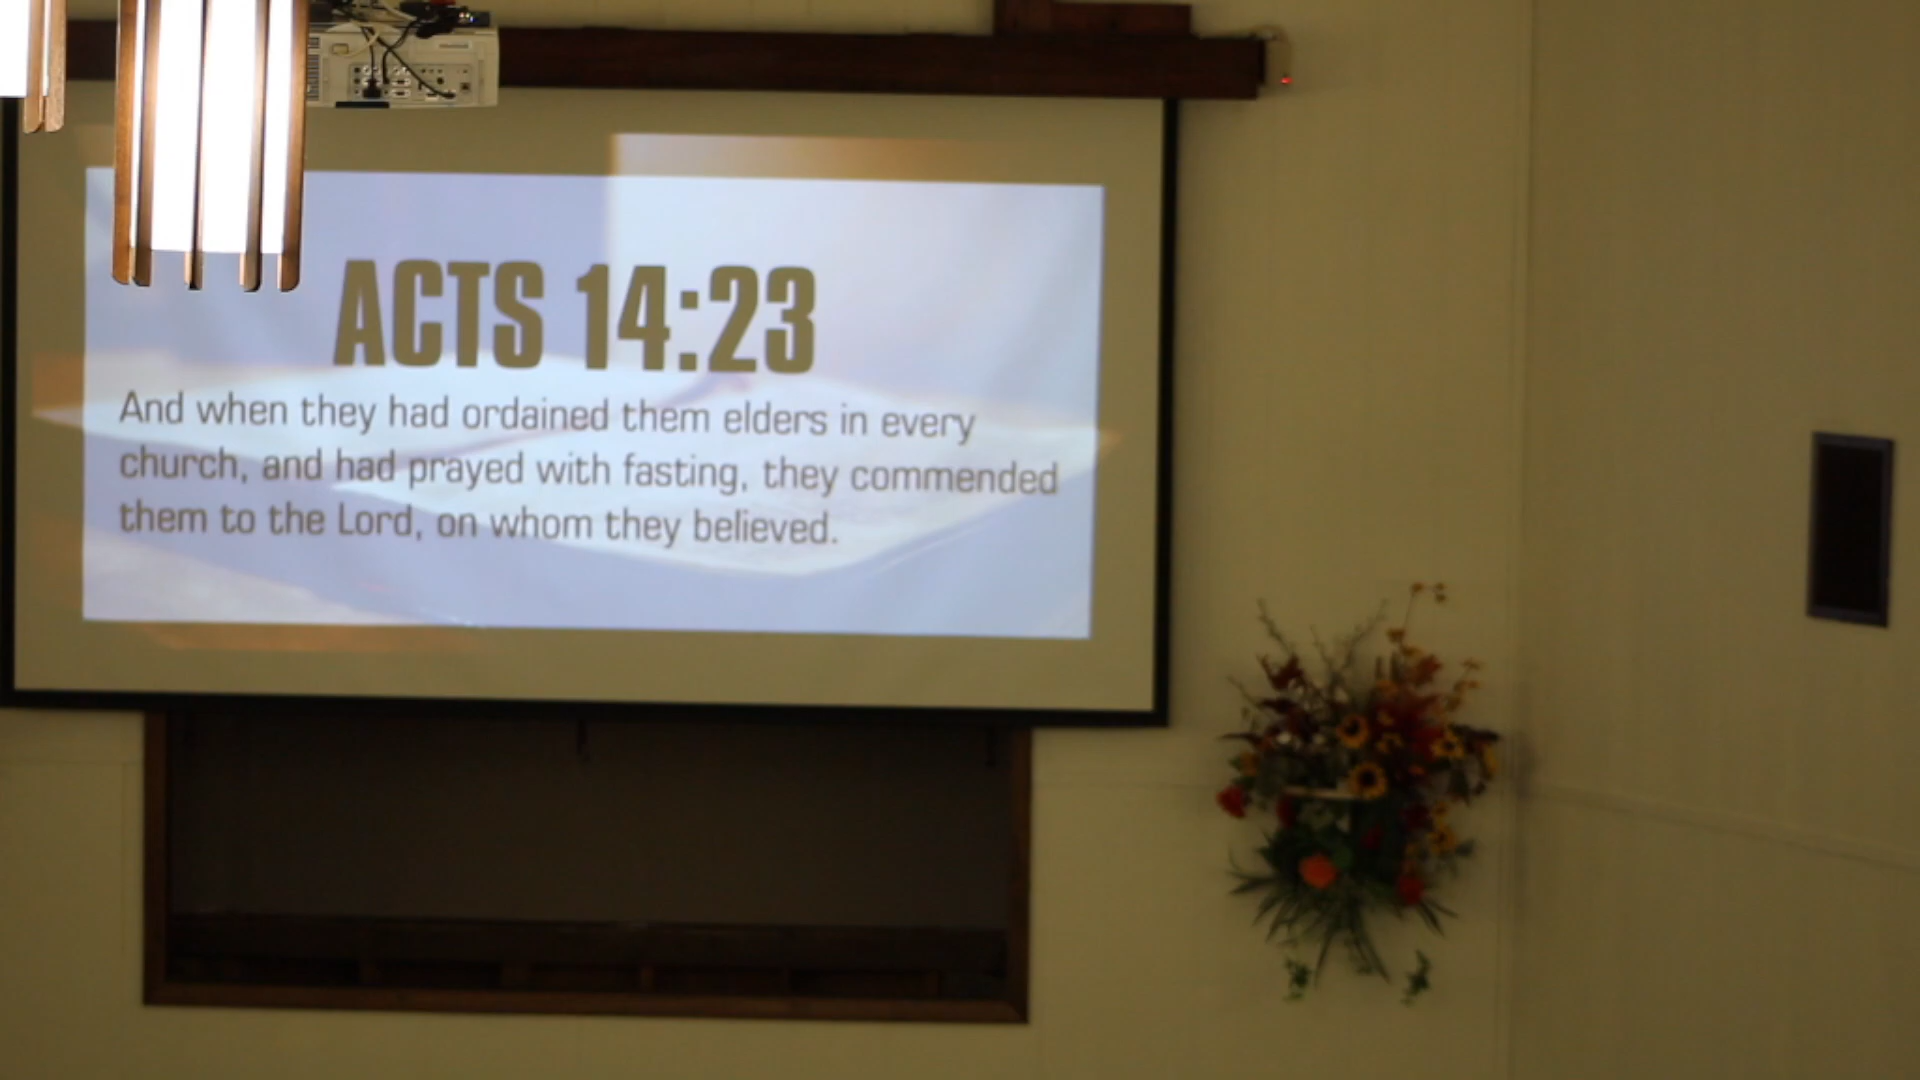 ACTS 14:23
And when they had ordained them elders in every
church, and had prayed with fasting, they commended
them to the Lord, on whom they believed.